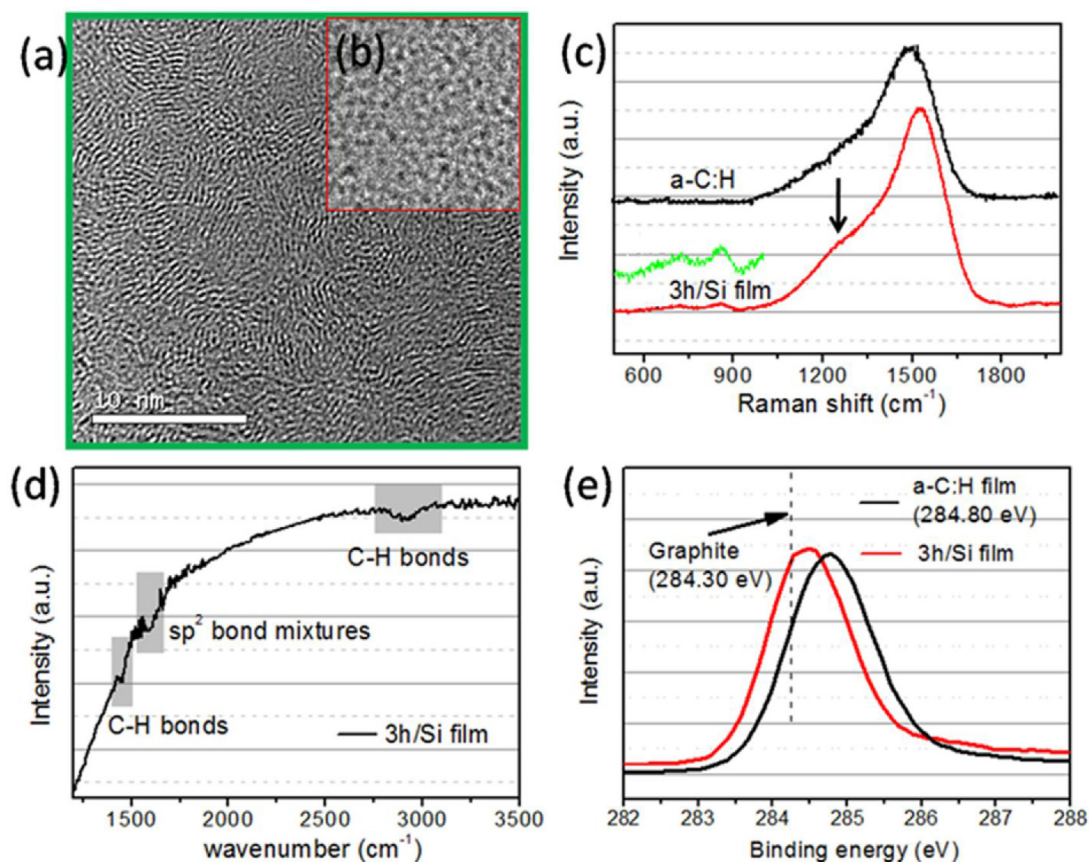 (a)
(b)
10 nm
(c)
Intensity (a.u.)
a-C:H
3h/Si film
600 900 1200 1500 1800
Raman shift (cm⁻¹)
(d)
Intensity (a.u.)
C-H bonds
sp² bond mixtures
C-H bonds
3h/Si film
1500 2000 2500 3000 3500
wavenumber (cm⁻¹)
(e)
Intensity (a.u.)
a-C:H film
(284.80 eV)
Graphite
(284.30 eV)
3h/Si film
282 283 284 285 286 287 288
Binding energy (eV)